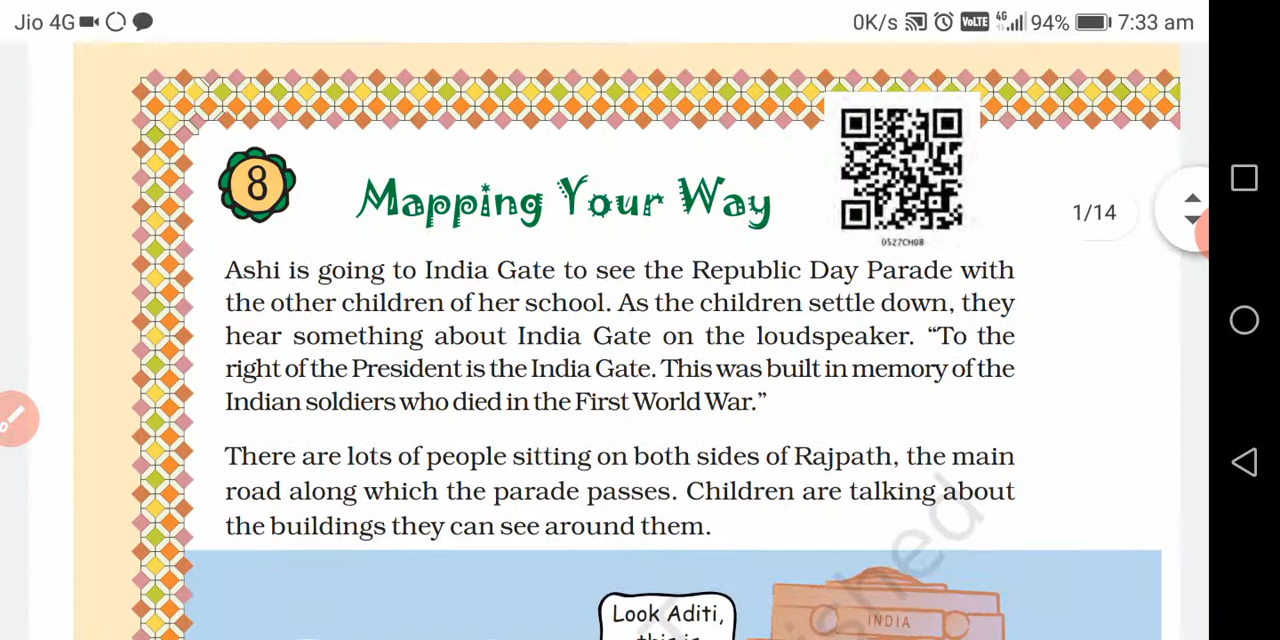 Jio 4G 0K/s VoLTE 4G 94% 7:33 am
8
Mapping Your Way
0527CH08
1/14
Ashi is going to India Gate to see the Republic Day Parade with
the other children of her school. As the children settle down, they
hear something about India Gate on the loudspeaker. “To the
right of the President is the India Gate. This was built in memory of the
Indian soldiers who died in the First World War.”
There are lots of people sitting on both sides of Rajpath, the main
road along which the parade passes. Children are talking about
the buildings they can see around them.
Look Aditi,
this is
INDIA